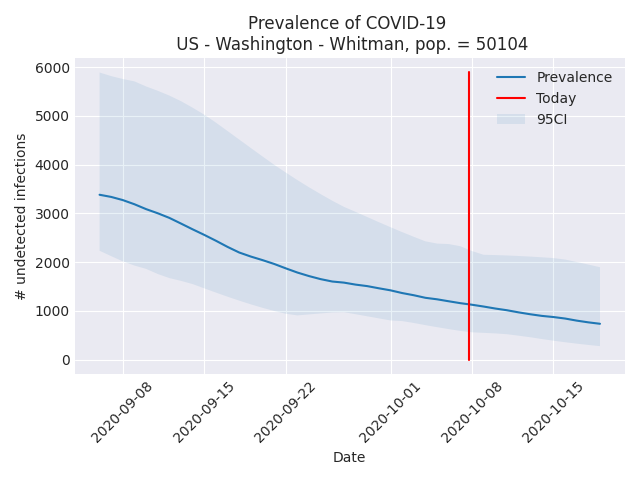 Prevalence of COVID-19
US - Washington - Whitman, pop. = 50104
6000
5000
4000
3000
2000
1000
0
# undetected infections
Prevalence
Today
95CI
2020-09-08
2020-09-15
2020-09-22
2020-10-01
2020-10-08
2020-10-15
Date